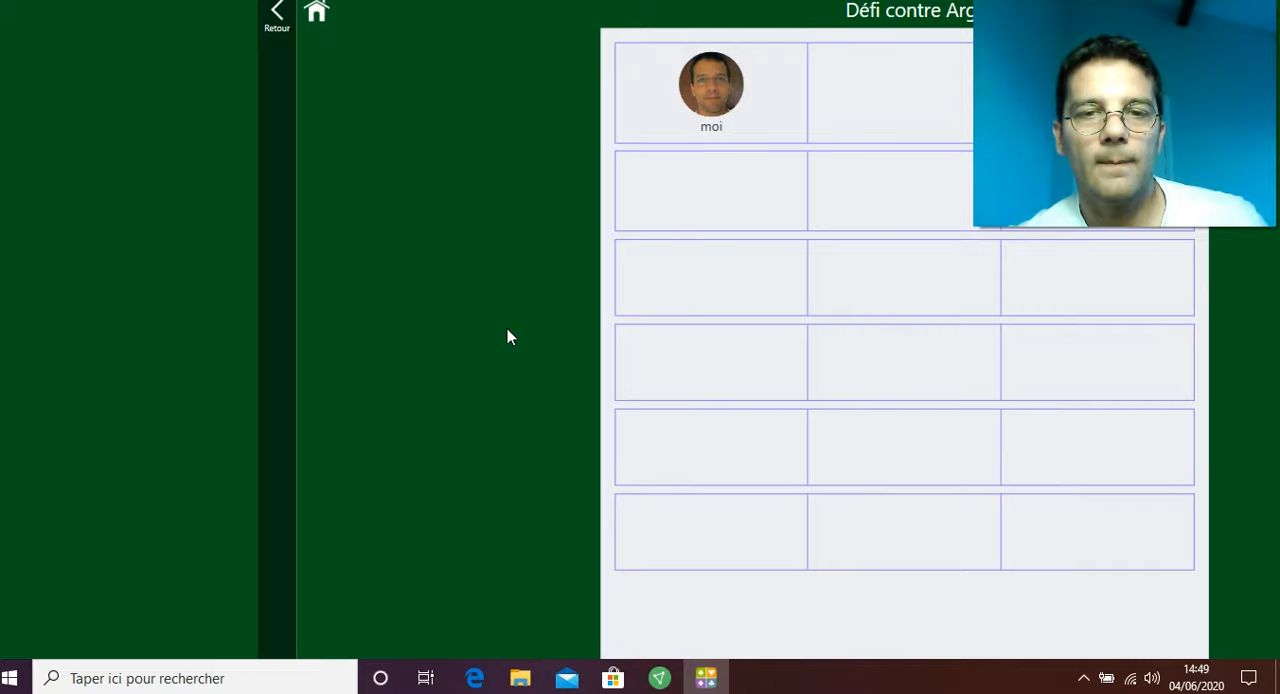 Défi contre Arg
Retour
moi
Taper ici pour rechercher
14:49
04/06/2020